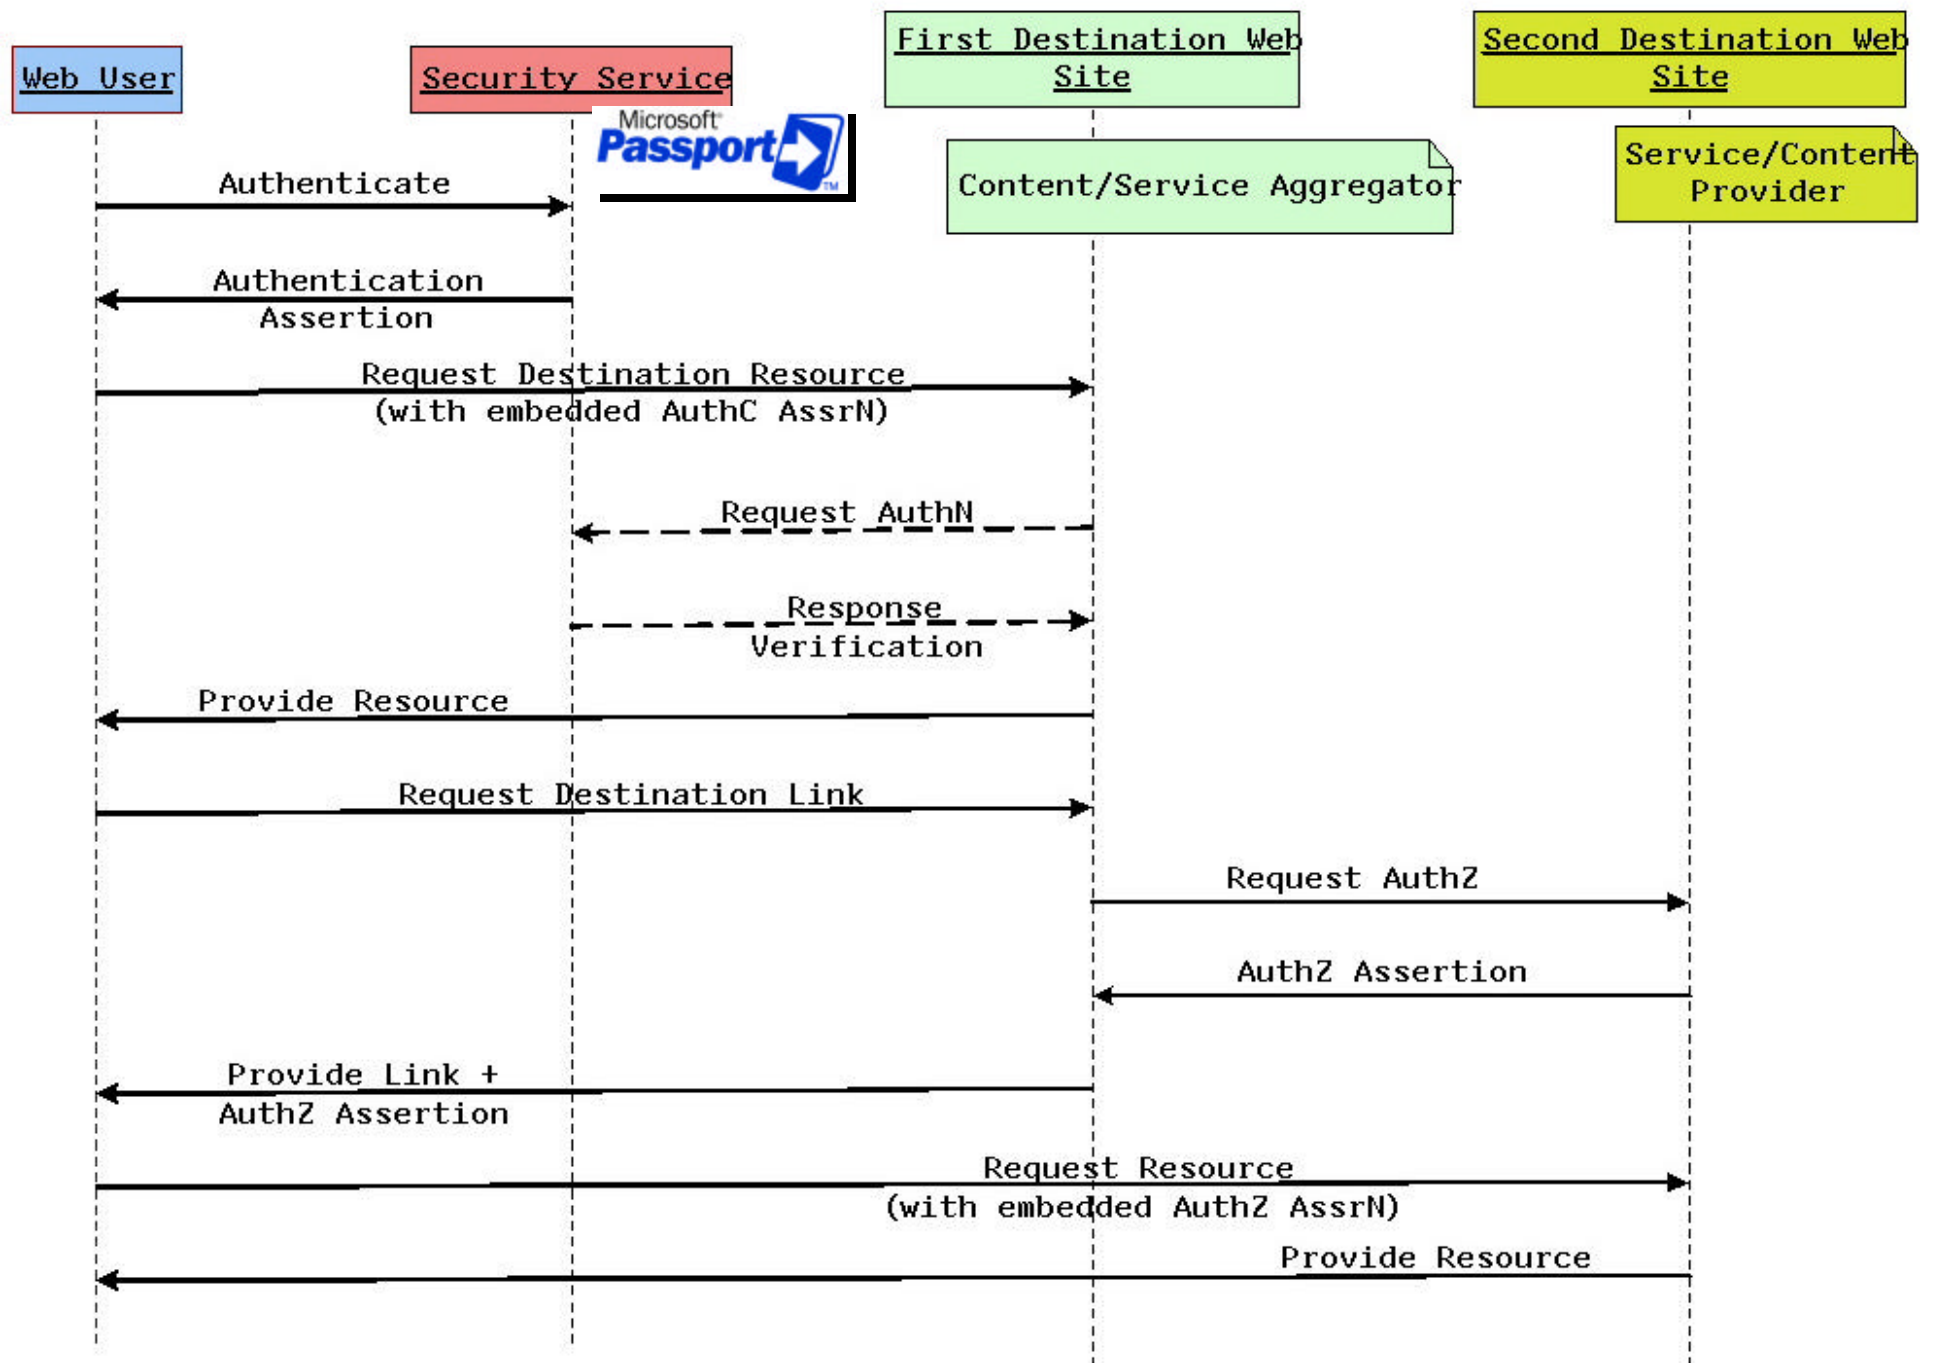 Web User
Security Service
First Destination Web
Site
Second Destination Web
Site
Microsoft
Passport
TM
Content/Service Aggregator
Service/Content
Provider
Authenticate
Authentication
Assertion
Request Destination Resource
(with embedded AuthC AssrN)
Request AuthN
Response
Verification
Provide Resource
Request Destination Link
Request AuthZ
AuthZ Assertion
Provide Link +
AuthZ Assertion
Request Resource
(with embedded AuthZ AssrN)
Provide Resource